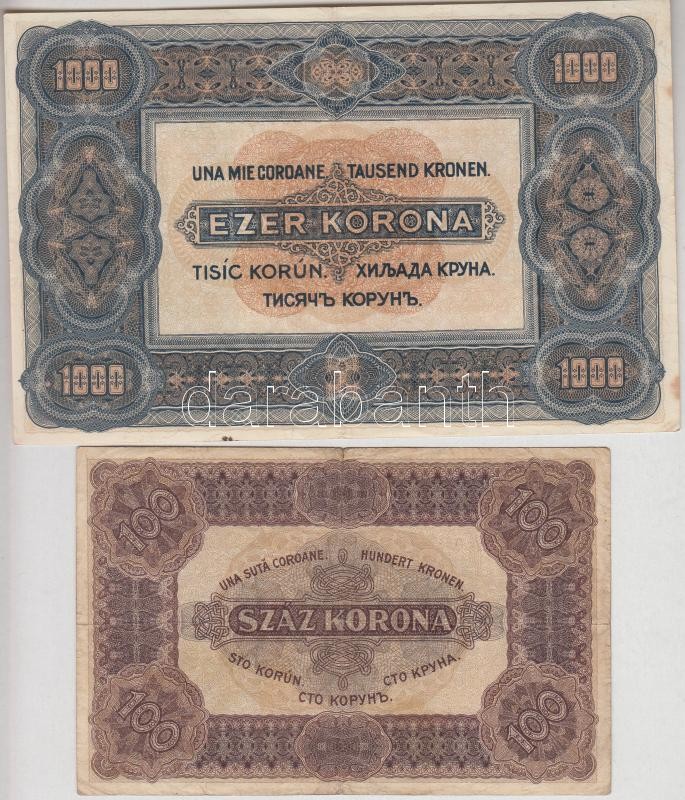 1000 1000
UNA MIE COROANE. TAUSEND KRONEN.
EZER KORONA
TISÍC KORÚN. ХИЉАДА КРУНА.
ТИСЯЧЪ КОРУНЪ.
1000 1000
darabanth
100 100
UNA SUTĂ COROANE. HUNDERT KRONEN.
SZÁZ KORONA
STO KORÚN. СТО КРУНА.
СТО КОРУНЪ.
100 100